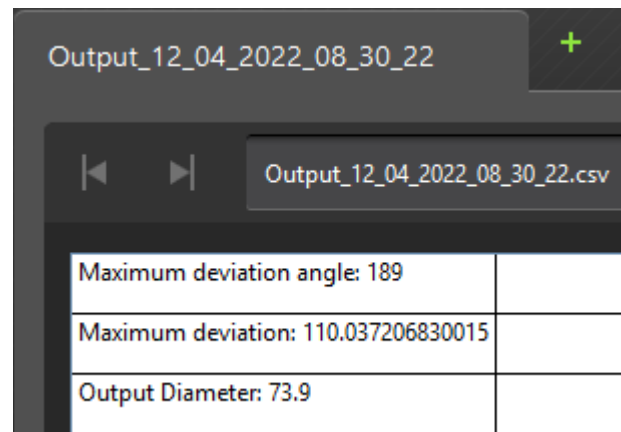 Output_12_04_2022_08_30_22
+
Output_12_04_2022_08_30_22.csv
Maximum deviation angle: 189
Maximum deviation: 110.037206830015
Output Diameter: 73.9